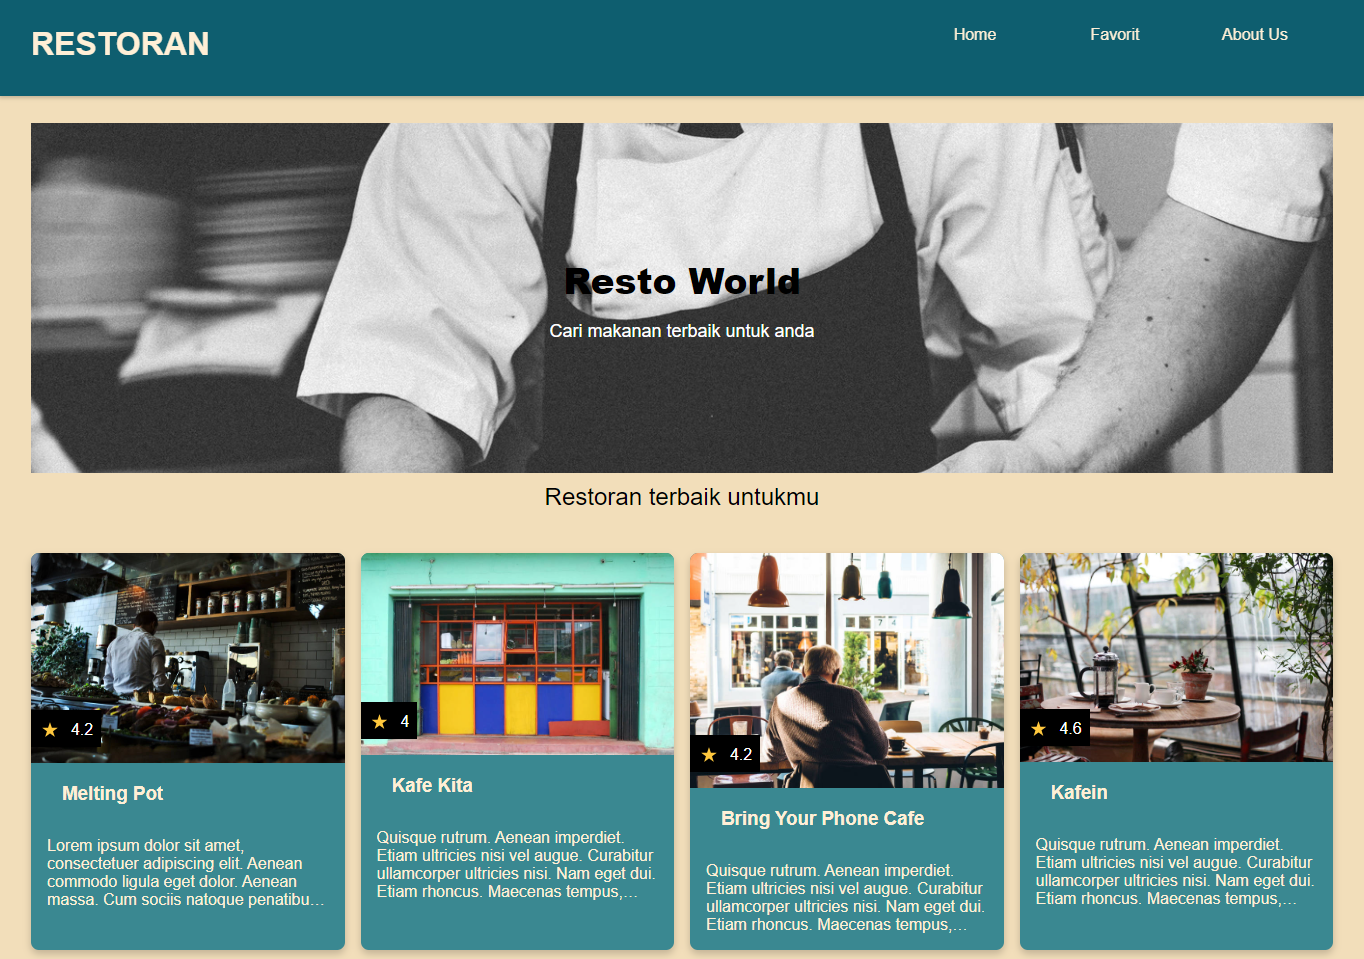 RESTORAN
Home
Favorit
About Us
Resto World
Cari makanan terbaik untuk anda
Restoran terbaik untukmu
4.2
Melting Pot
Lorem ipsum dolor sit amet,
consectetuer adipiscing elit. Aenean
commodo ligula eget dolor. Aenean
massa. Cum sociis natoque penatibu…
4
Kafe Kita
Quisque rutrum. Aenean imperdiet.
Etiam ultricies nisi vel augue. Curabitur
ullamcorper ultricies nisi. Nam eget dui.
Etiam rhoncus. Maecenas tempus,…
4.2
Bring Your Phone Cafe
Quisque rutrum. Aenean imperdiet.
Etiam ultricies nisi vel augue. Curabitur
ullamcorper ultricies nisi. Nam eget dui.
Etiam rhoncus. Maecenas tempus,…
4.6
Kafein
Quisque rutrum. Aenean imperdiet.
Etiam ultricies nisi vel augue. Curabitur
ullamcorper ultricies nisi. Nam eget dui.
Etiam rhoncus. Maecenas tempus,…